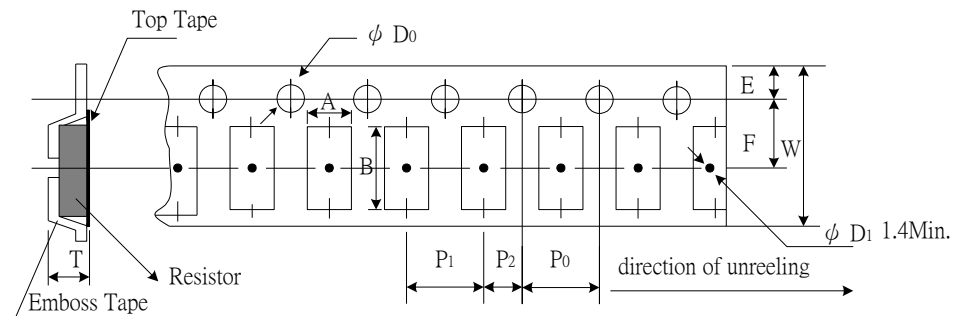 Top Tape
ϕ D0
E
A
F
W
B
ϕ D1 1.4Min.
T
P1
P2
P0
direction of unreeling
Resistor
Emboss Tape